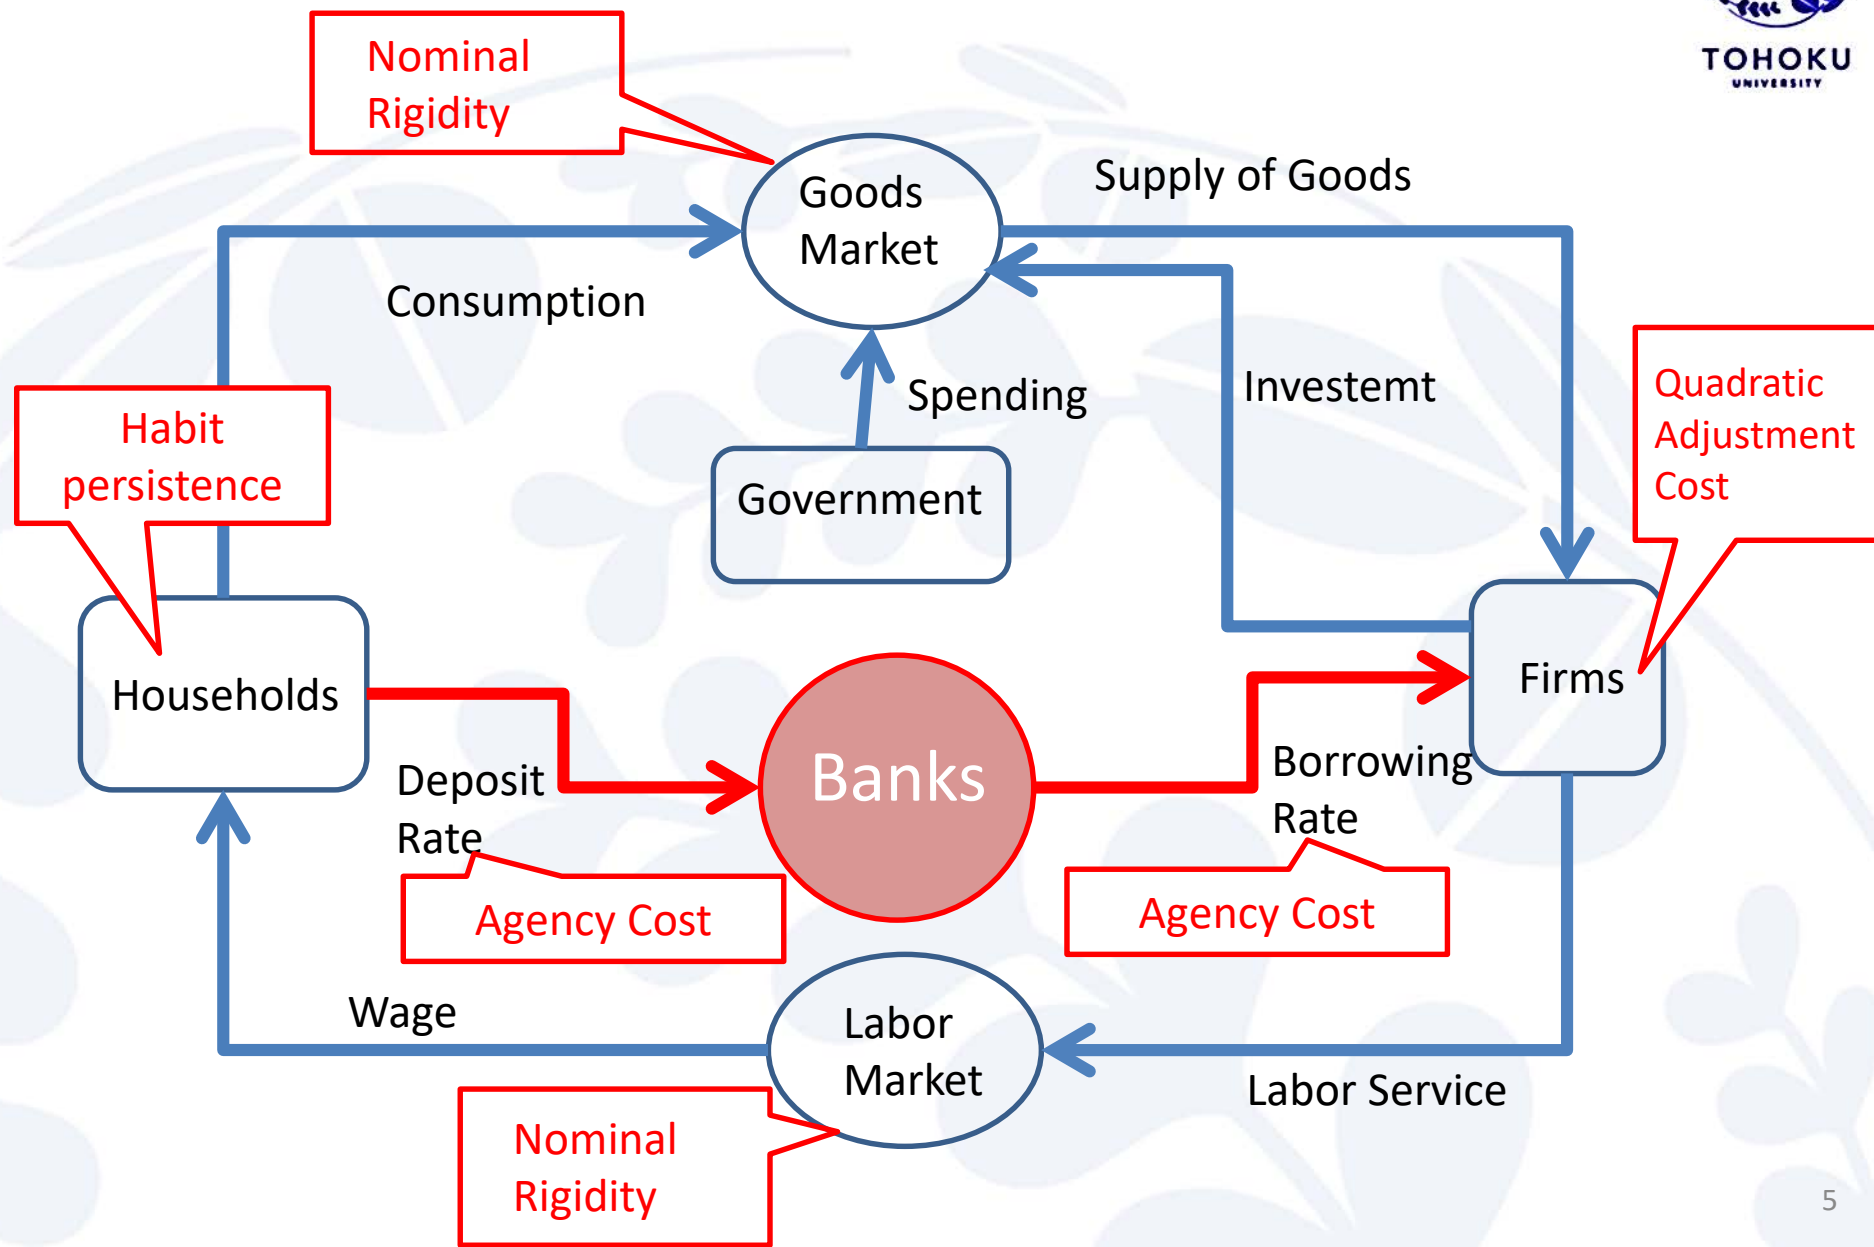 TOHOKU
UNIVERSITY
Nominal
Rigidity
Goods
Market
Supply of Goods
Consumption
Spending
Investemt
Quadratic
Adjustment
Cost
Habit
persistence
Government
Households
Firms
Banks
Deposit
Rate
Borrowing
Rate
Agency Cost
Agency Cost
Wage
Labor
Market
Labor Service
Nominal
Rigidity
5